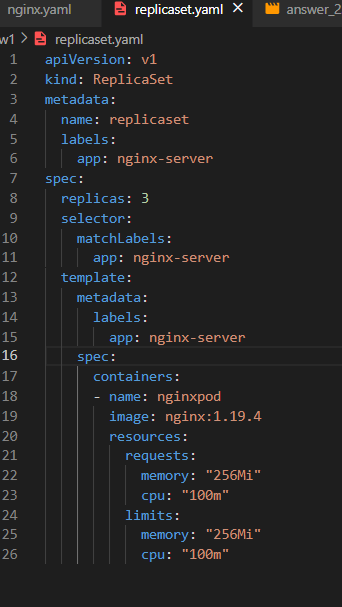 nginx.yaml replicaset.yaml × answer_2
w1 > replicaset.yaml
1 apiVersion: v1
2 kind: ReplicaSet
3 metadata:
4   name: replicaset
5   labels:
6     app: nginx-server
7 spec:
8   replicas: 3
9   selector:
10     matchLabels:
11       app: nginx-server
12   template:
13     metadata:
14       labels:
15         app: nginx-server
16     spec:
17       containers:
18       - name: nginxpod
19         image: nginx:1.19.4
20         resources:
21           requests:
22             memory: "256Mi"
23             cpu: "100m"
24           limits:
25             memory: "256Mi"
26             cpu: "100m"